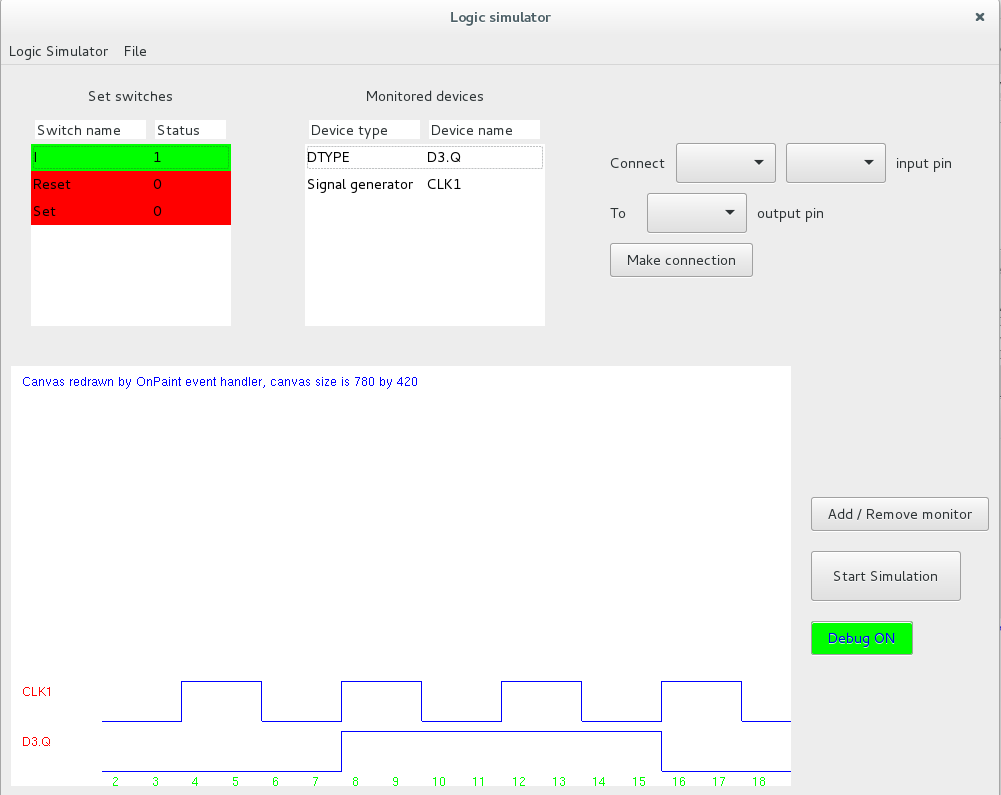 Logic simulator
Logic Simulator File
Set switches
Monitored devices
Switch name Status
Device type Device name
I 1
Reset 0
Set 0
DTYPE D3.Q
Signal generator CLK1
Connect input pin
To output pin
Make connection
Canvas redrawn by OnPaint event handler, canvas size is 780 by 420
Add / Remove monitor
Start Simulation
Debug ON
CLK1
D3.Q
2 3 4 5 6 7 8 9 10 11 12 13 14 15 16 17 18